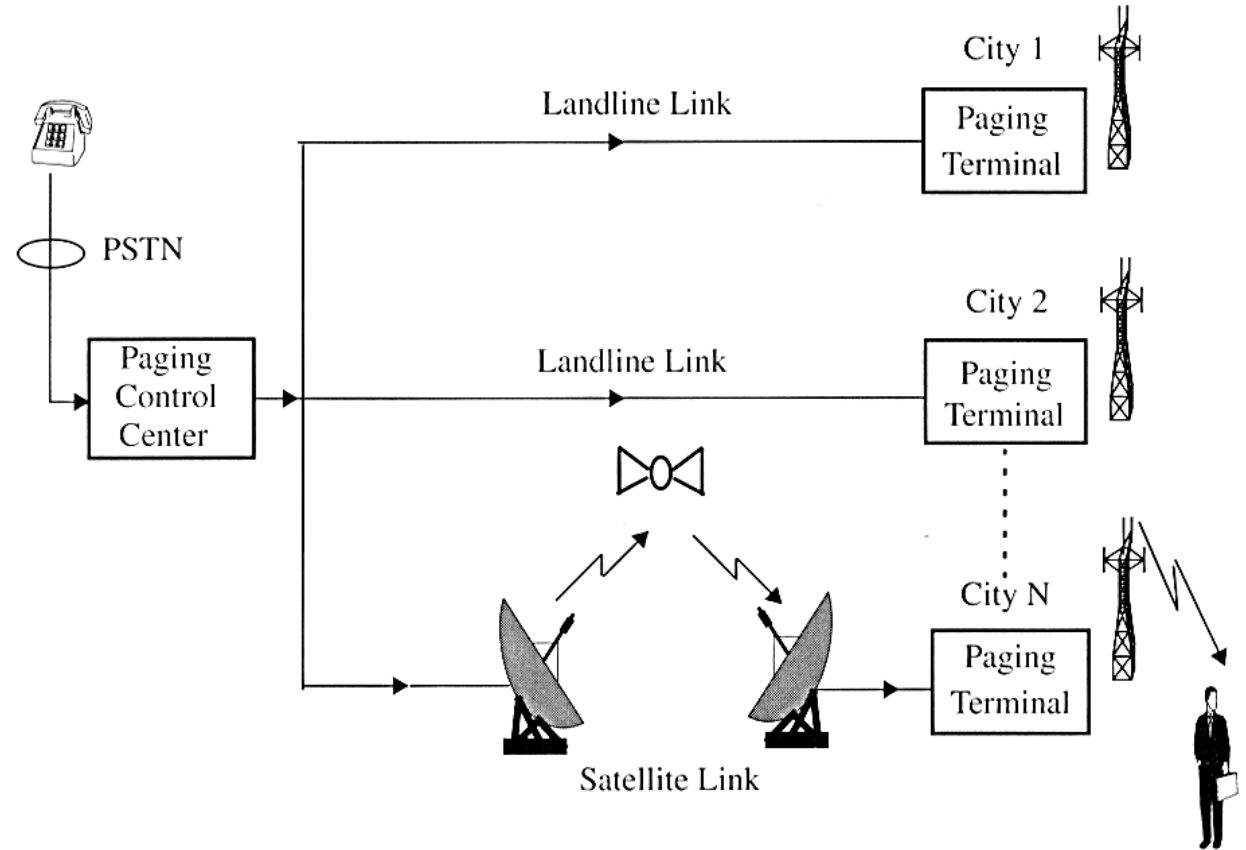 City 1
Landline Link
Paging
Terminal
PSTN
City 2
Landline Link
Paging
Terminal
Paging
Control
Center
City N
Paging
Terminal
Satellite Link